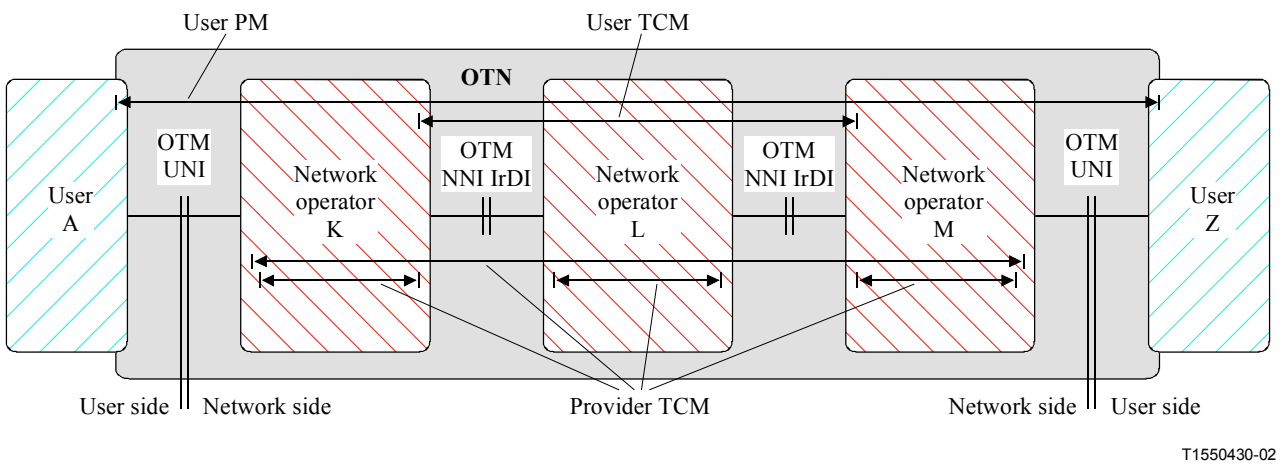 User PM
User TCM
OTN
OTM
UNI
OTM
NNI IrDI
OTM
NNI IrDI
OTM
UNI
User
A
Network
operator
K
Network
operator
L
Network
operator
M
User
Z
User side
Network side
Provider TCM
Network side
User side
T1550430-02